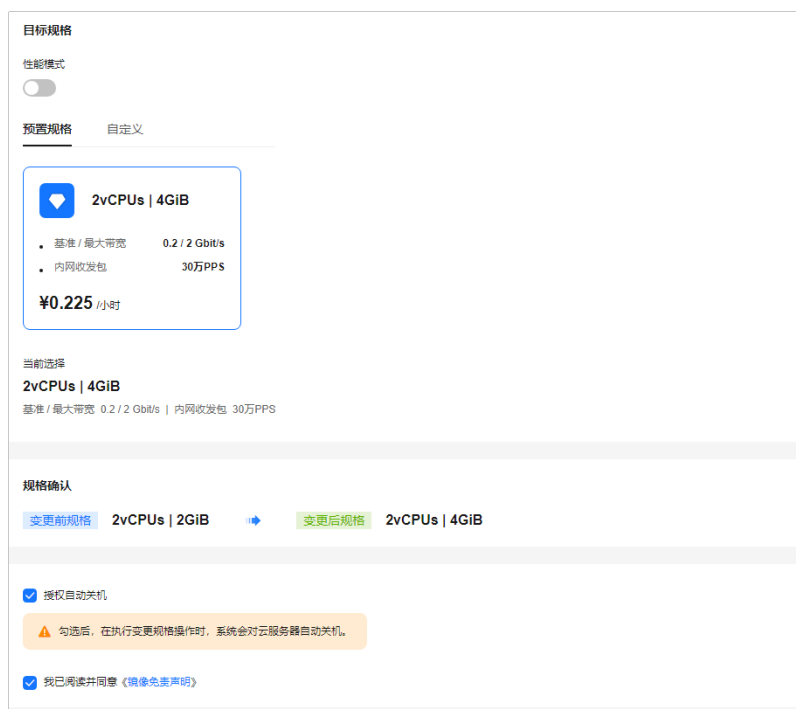 目标规格
性能模式
预置规格 自定义
2vCPUs | 4GiB
基准 / 最大带宽 0.2 / 2 Gbit/s
内网收发包 30万PPS
¥0.225 /小时
当前选择
2vCPUs | 4GiB
基准 / 最大带宽 0.2 / 2 Gbit/s | 内网收发包 30万PPS
规格确认
变更前规格 2vCPUs | 2GiB 变更后规格 2vCPUs | 4GiB
授权自动关机
勾选后，在执行变更规格操作时，系统会对云服务器自动关机。
我已阅读并同意《镜像免责声明》